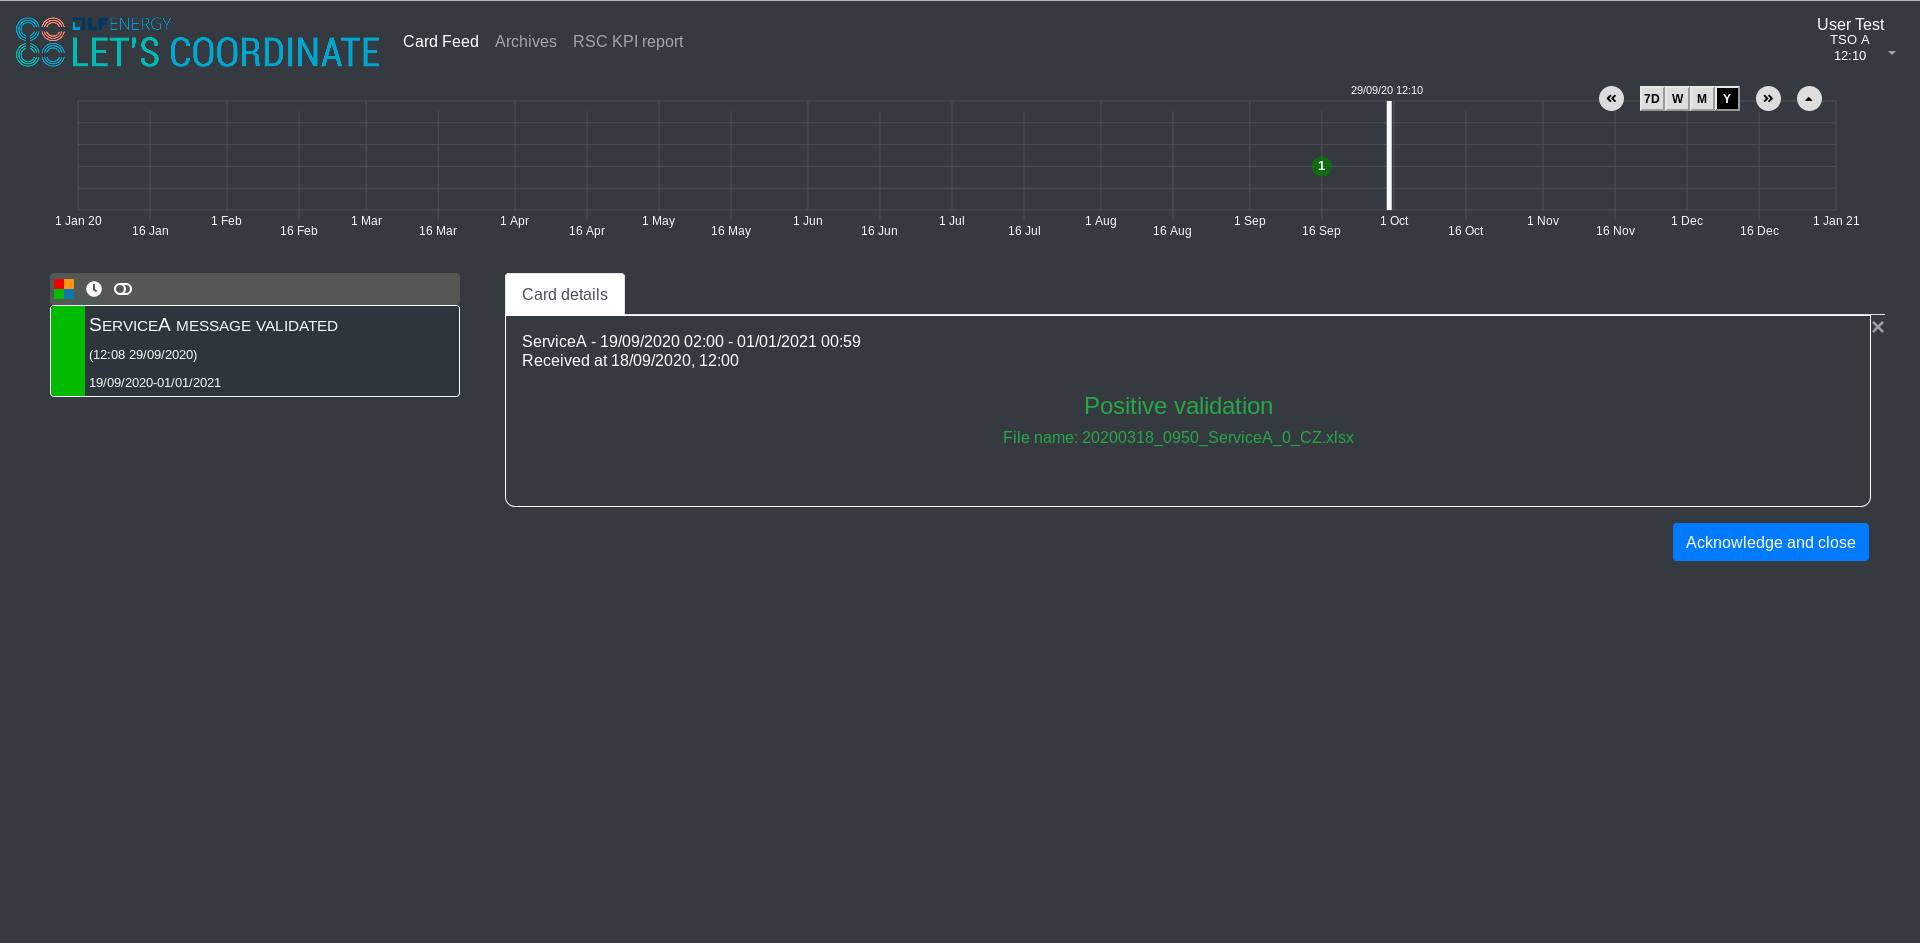 LF ENERGY
LET'S COORDINATE
Card Feed Archives RSC KPI report
User Test
TSO A
12:10
29/09/20 12:10
7D W M Y
1
1 Jan 20 1 Feb 1 Mar 1 Apr 1 May 1 Jun 1 Jul 1 Aug 1 Sep 1 Oct 1 Nov 1 Dec 1 Jan 21
16 Jan 16 Feb 16 Mar 16 Apr 16 May 16 Jun 16 Jul 16 Aug 16 Sep 16 Oct 16 Nov 16 Dec
ServiceA message validated
(12:08 29/09/2020)
19/09/2020-01/01/2021
Card details
ServiceA - 19/09/2020 02:00 - 01/01/2021 00:59
Received at 18/09/2020, 12:00
Positive validation
File name: 20200318_0950_ServiceA_0_CZ.xlsx
Acknowledge and close